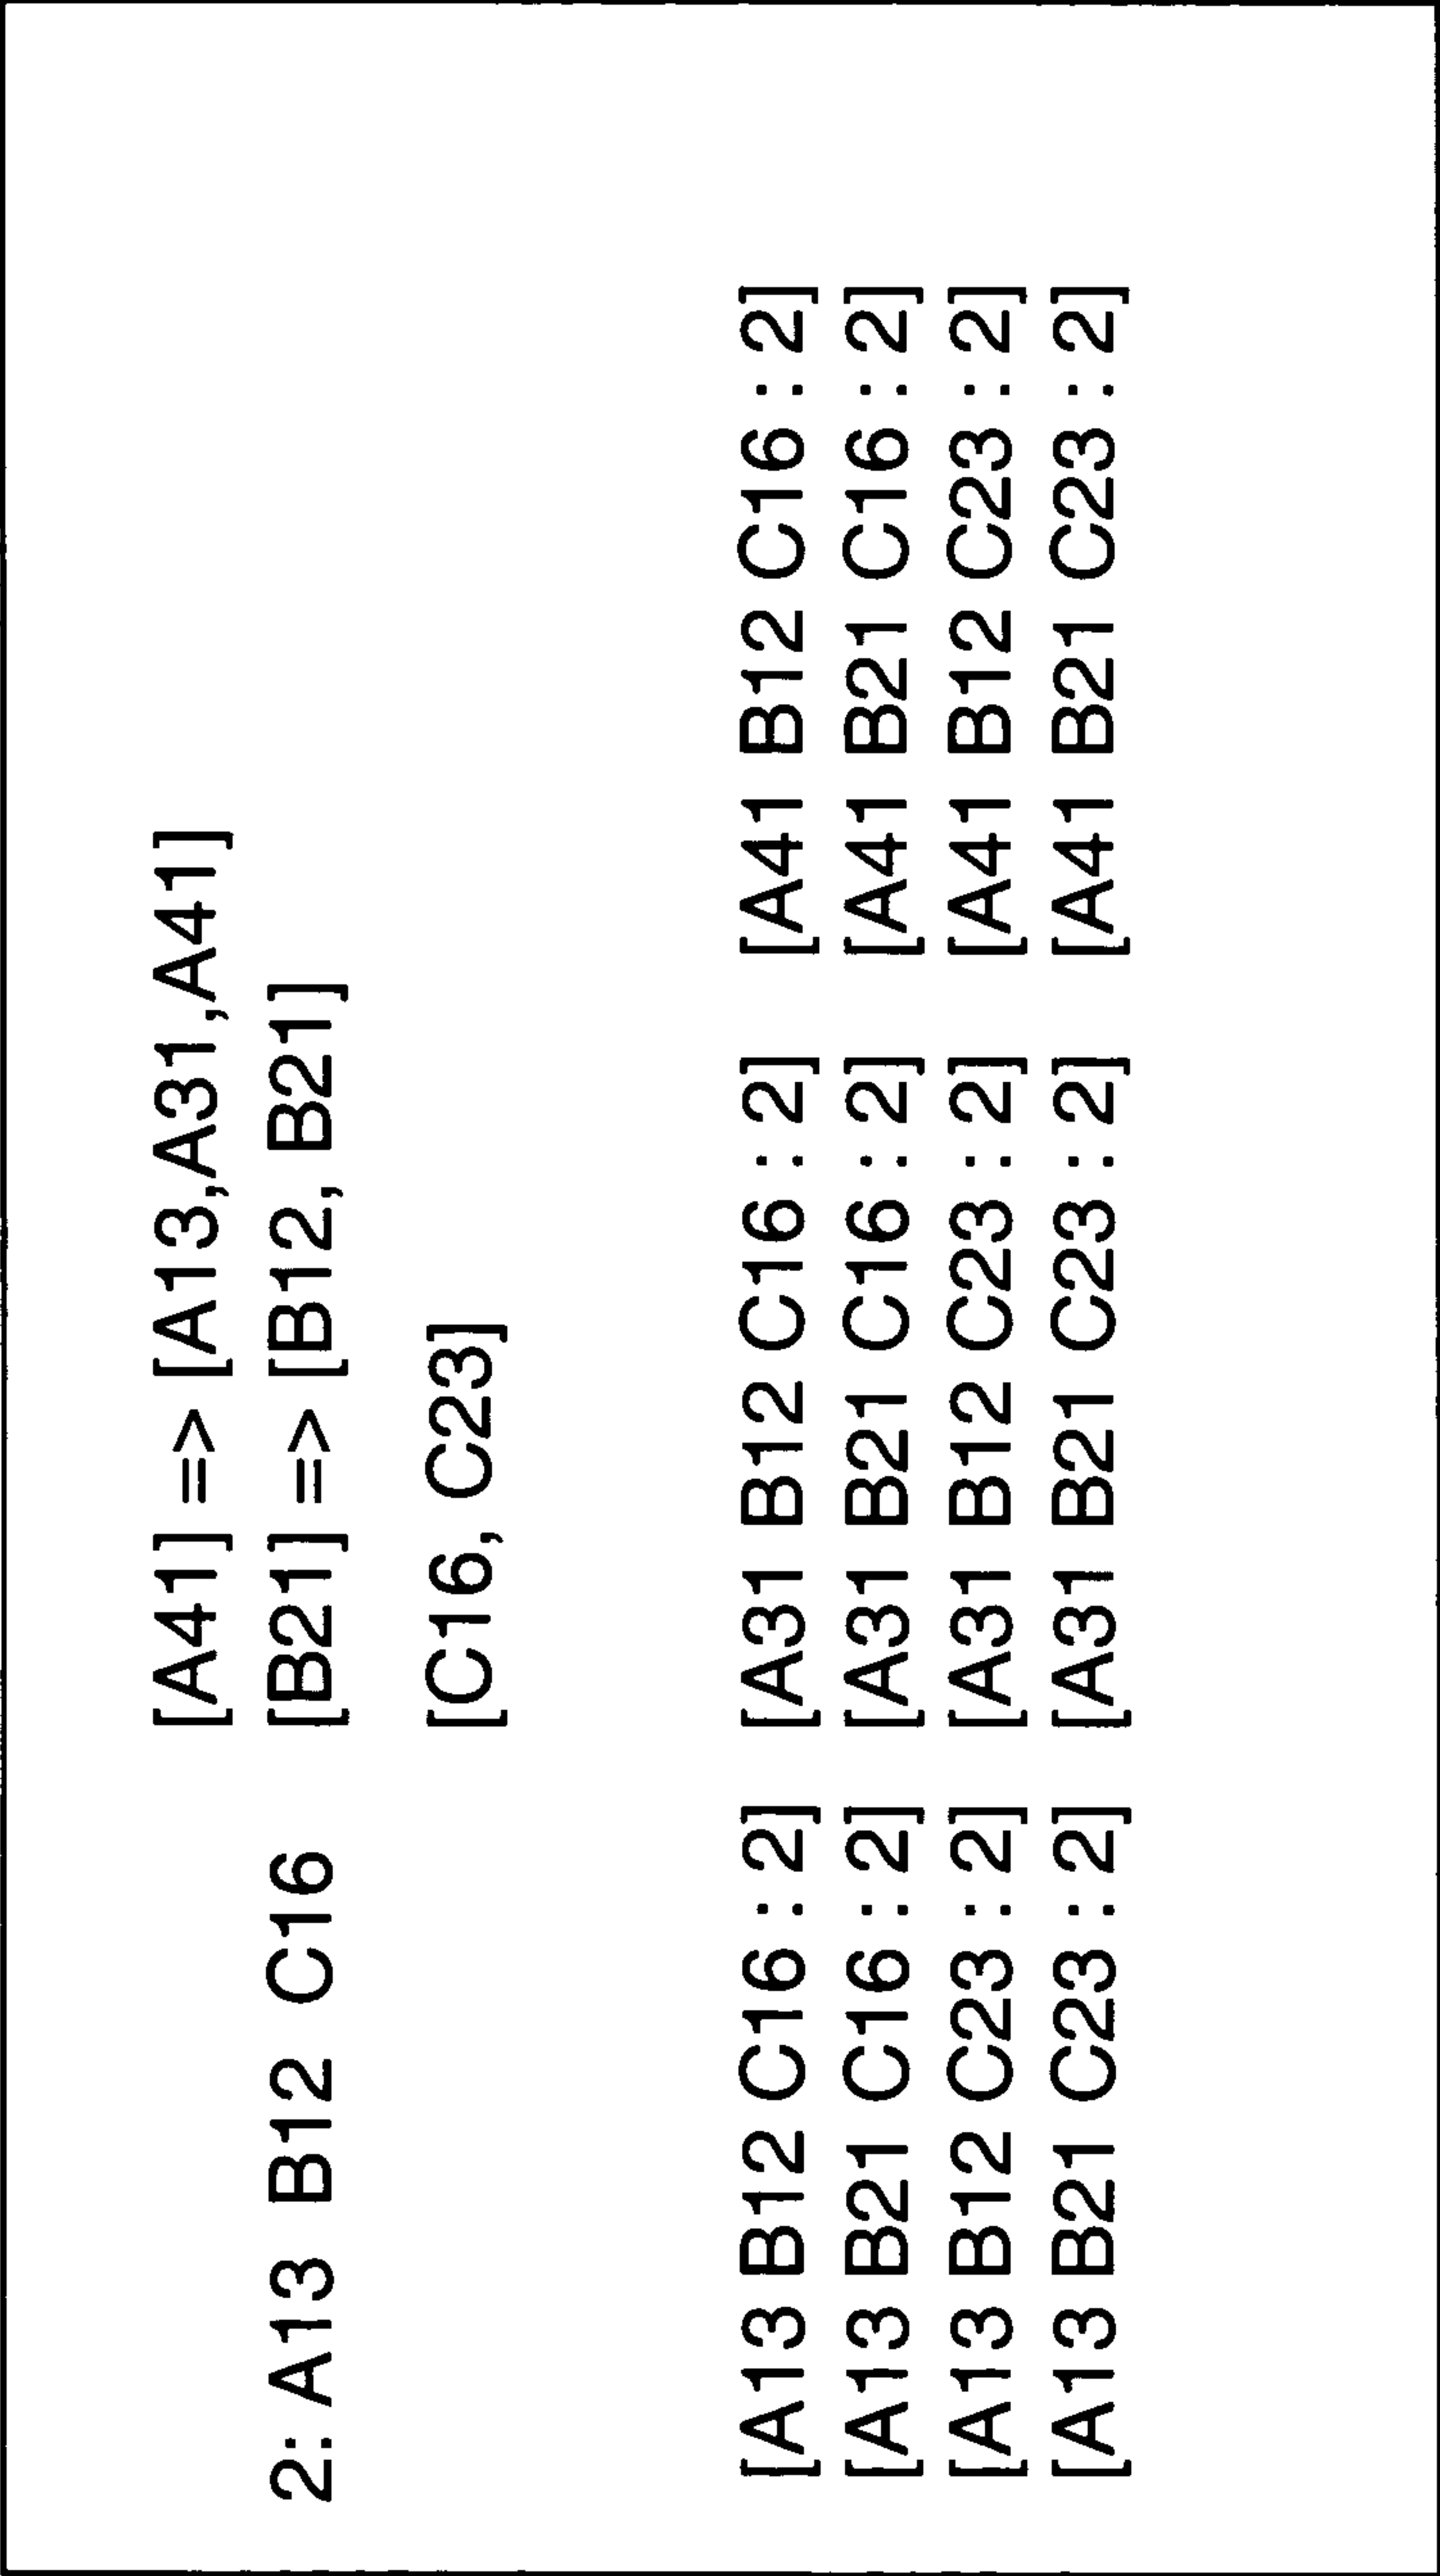 [A41] => [A13,A31,A41]
2: A13 B12 C16 [B21] => [B12, B21]
[C16, C23]
[A13 B12 C16 : 2] [A31 B12 C16 : 2] [A41 B12 C16 : 2]
[A13 B21 C16 : 2] [A31 B21 C16 : 2] [A41 B21 C16 : 2]
[A13 B12 C23 : 2] [A31 B12 C23 : 2] [A41 B12 C23 : 2]
[A13 B21 C23 : 2] [A31 B21 C23 : 2] [A41 B21 C23 : 2]